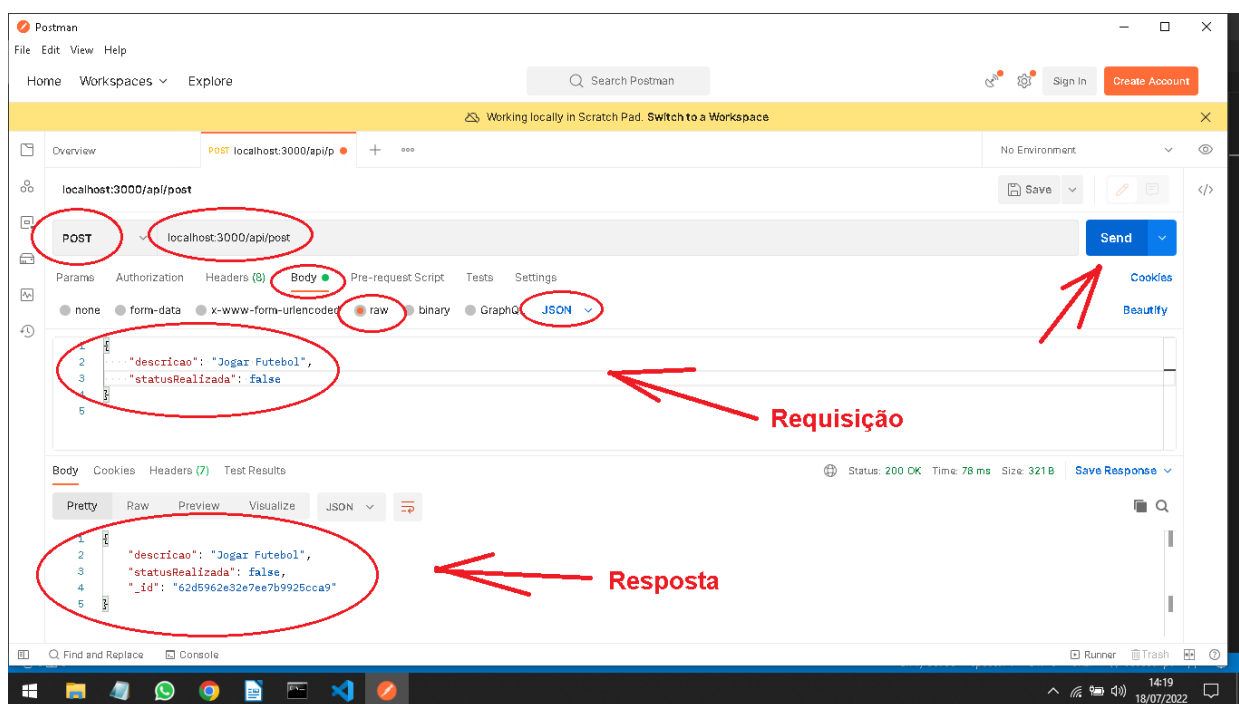 Postman
File Edit View Help
Home Workspaces Explore Search Postman Sign In Create Account
Working locally in Scratch Pad. Switch to a Workspace
Overview POST localhost:3000/api/p No Environment
localhost:3000/api/post Save
POST localhost:3000/api/post Send
Params Authorization Headers (8) Body Pre-request Script Tests Settings Cookies
none form-data x-www-form-urlencoded raw binary GraphQL JSON Beautify
1 {
2 "descricao": "Jogar Futebol",
3 "statusRealizada": false
4 }
5
Requisição
Body Cookies Headers (7) Test Results Status: 200 OK Time: 78 ms Size: 321 B Save Response
Pretty Raw Preview Visualize JSON
1 {
2 "descricao": "Jogar Futebol",
3 "statusRealizada": false,
4 "_id": "62d5962e32e7ee7b9925cca9"
5 }
Resposta
Find and Replace Console Runner Trash
14:19
18/07/2022